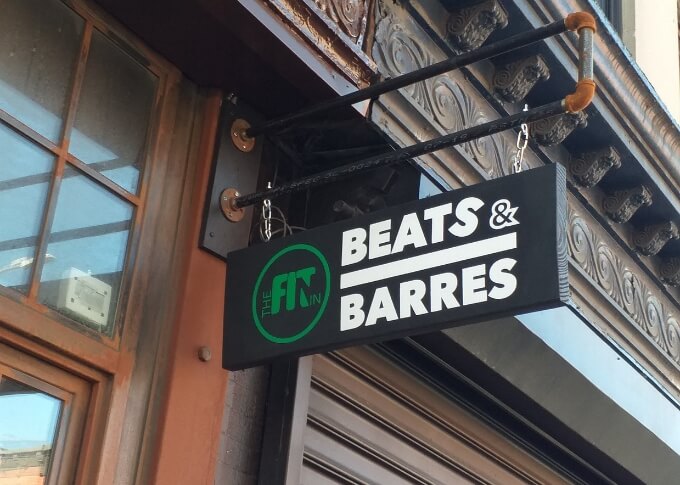 THE
FIT
IN
BEATS &
BARRES